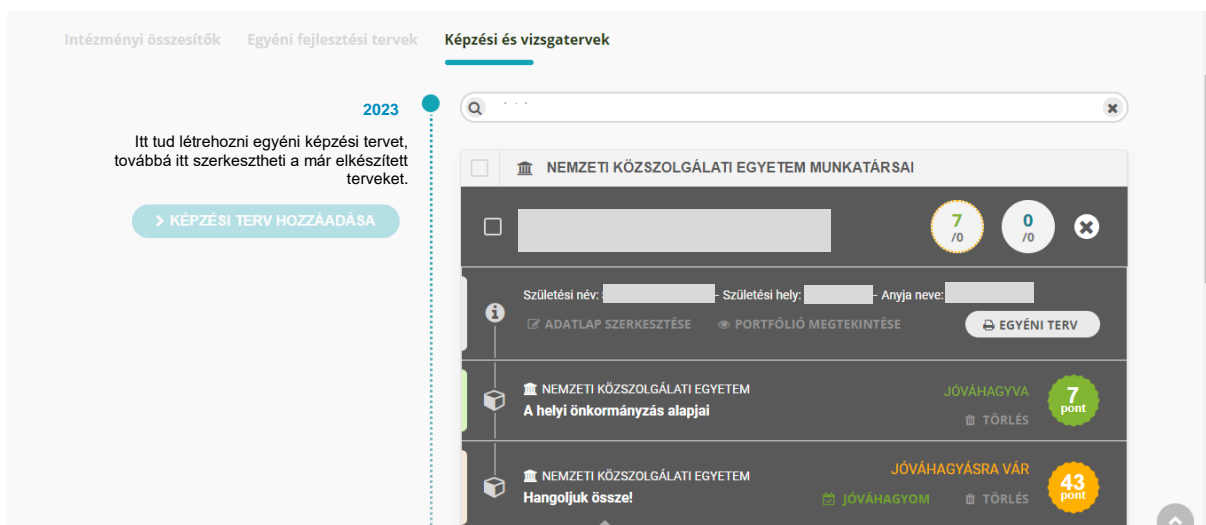 Intézményi összesítők Egyéni fejlesztési tervek Képzési és vizsgatervek
2023
Itt tud létrehozni egyéni képzési tervet,
továbbá itt szerkesztheti a már elkészített
terveket.
KÉPZÉSI TERV HOZZÁADÁSA
NEMZETI KÖZSZOLGÁLATI EGYETEM MUNKATÁRSAI
7
/0
0
/0
Születési név: - Születési hely: - Anyja neve:
ADATLAP SZERKESZTÉSE PORTFÓLIÓ MEGTEKINTÉSE EGYÉNI TERV
NEMZETI KÖZSZOLGÁLATI EGYETEM
A helyi önkormányzás alapjai
JÓVÁHAGYVA
TÖRLÉS
7
pont
NEMZETI KÖZSZOLGÁLATI EGYETEM
Hangoljuk össze!
JÓVÁHAGYÁSRA VÁR
JÓVÁHAGYOM TÖRLÉS
43
pont